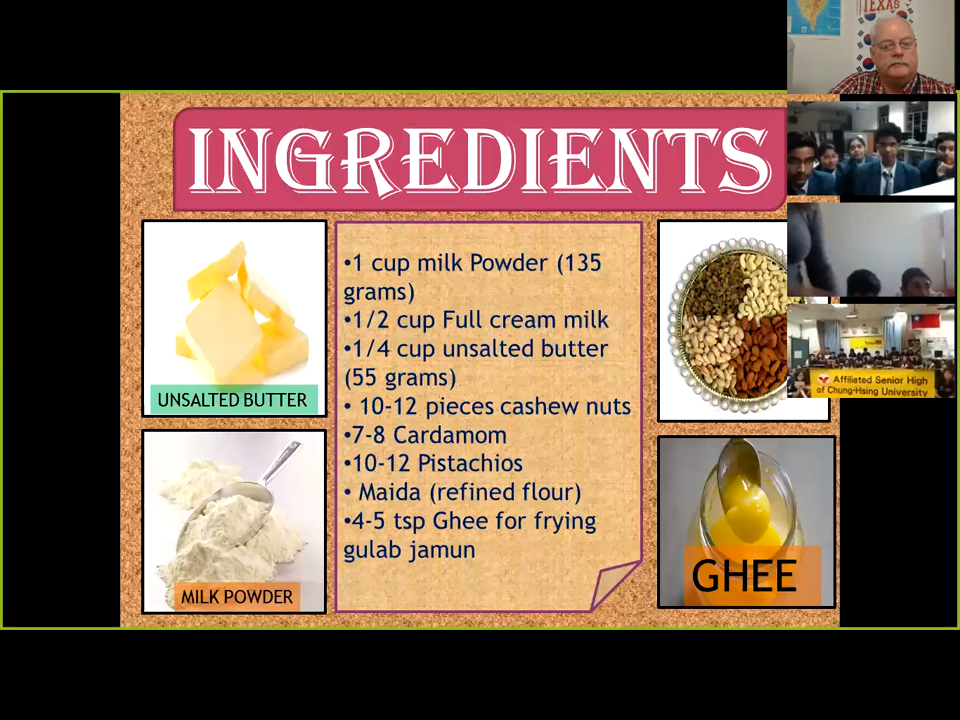 TEXAS
INGREDIENTS
•1 cup milk Powder (135
grams)
•1/2 cup Full cream milk
•1/4 cup unsalted butter
(55 grams)
• 10-12 pieces cashew nuts
•7-8 Cardamom
•10-12 Pistachios
• Maida (refined flour)
•4-5 tsp Ghee for frying
gulab jamun
UNSALTED BUTTER
MILK POWDER
GHEE
Affiliated Senior High
of Chung-Hsing University